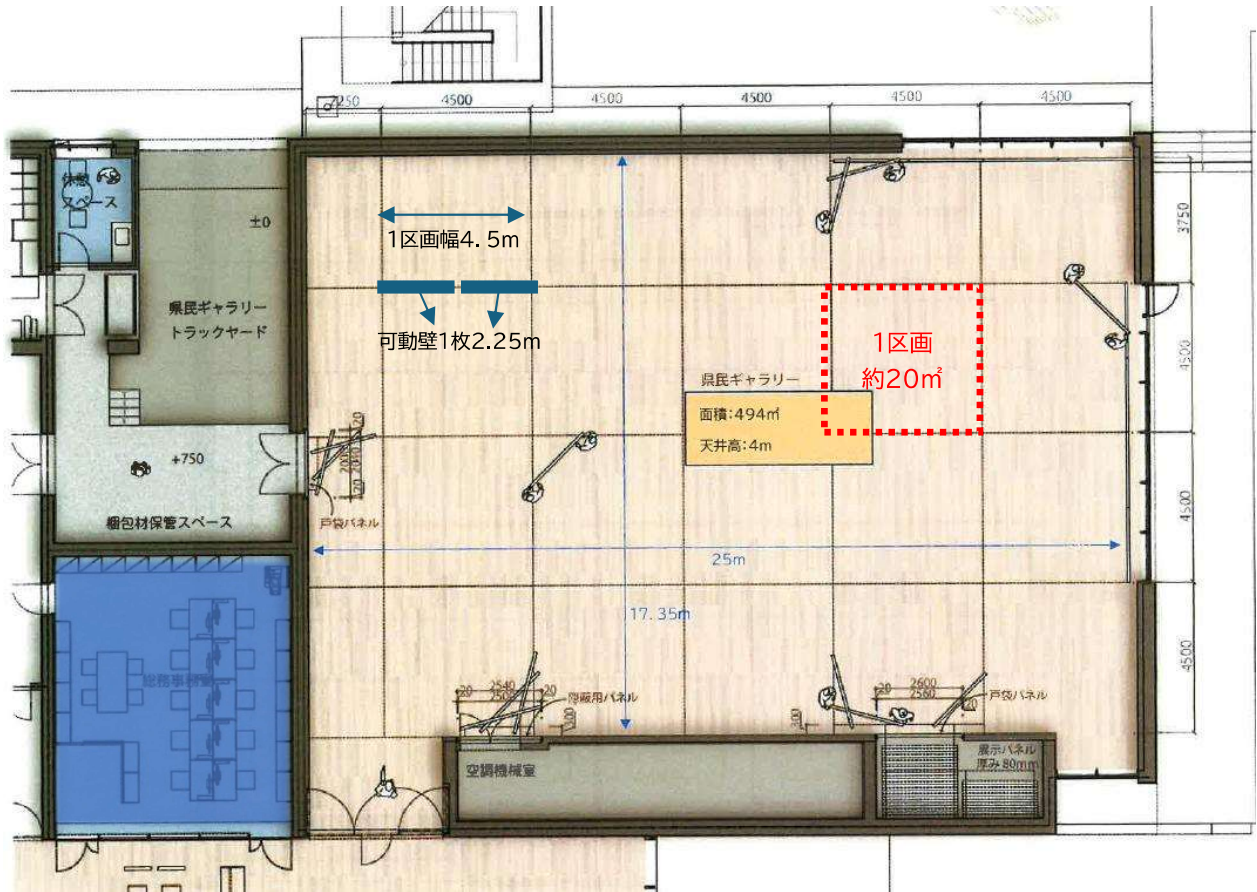 2250
4500
4500
4500
4500
4500
休憩
スペース
±0
1区画幅4.5m
3750
県民ギャラリー
トラックヤード
可動壁1枚2.25m
1区画
約20㎡
4500
県民ギャラリー
面積:494㎡
天井高:4m
20
20
+750
梱包材保管スペース
戸袋パネル
4500
25m
17.35m
4500
総務事務室
20
2540
2500
20
隠蔽用パネル
300
300
20
2600
2560
20
戸袋パネル
空調機械室
展示パネル
厚み80mm